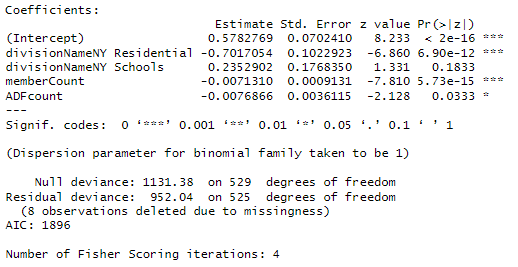 Coefficients:
Estimate Std. Error z value Pr(>|z|)
(Intercept) 0.5782769 0.0702410 8.233 < 2e-16 ***
divisionNameNY Residential -0.7017054 0.1022923 -6.860 6.90e-12 ***
divisionNameNY Schools 0.2352902 0.1768350 1.331 0.1833
memberCount -0.0071310 0.0009131 -7.810 5.73e-15 ***
ADFcount -0.0076866 0.0036115 -2.128 0.0333 *
---
Signif. codes: 0 ‘***’ 0.001 ‘**’ 0.01 ‘*’ 0.05 ‘.’ 0.1 ‘ ’ 1
(Dispersion parameter for binomial family taken to be 1)
Null deviance: 1131.38 on 529 degrees of freedom
Residual deviance: 952.04 on 525 degrees of freedom
(8 observations deleted due to missingness)
AIC: 1896
Number of Fisher Scoring iterations: 4